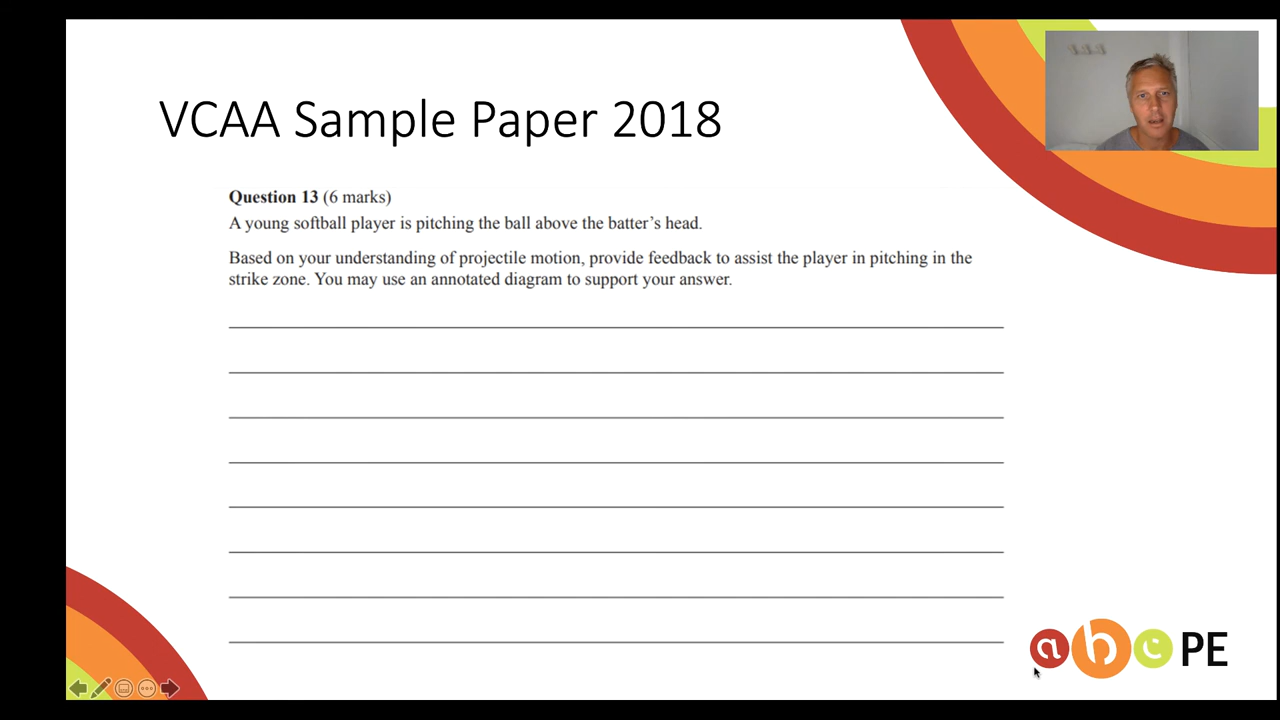 VCAA Sample Paper 2018
Question 13 (6 marks)
A young softball player is pitching the ball above the batter’s head.
Based on your understanding of projectile motion, provide feedback to assist the player in pitching in the
strike zone. You may use an annotated diagram to support your answer.
abc PE